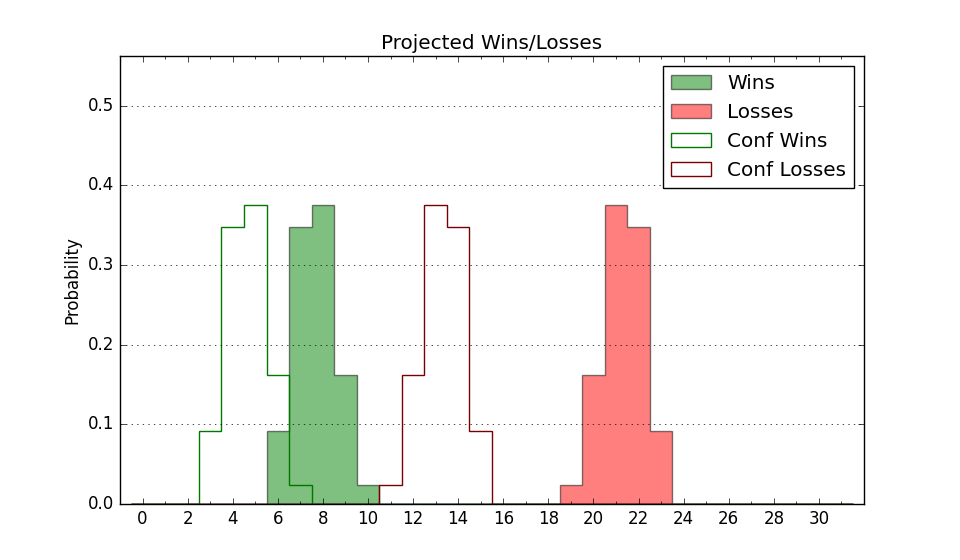 Projected Wins/Losses
Wins
Losses
Conf Wins
Conf Losses
Probability
0.5
0.4
0.3
0.2
0.1
0.0
0 2 4 6 8 10 12 14 16 18 20 22 24 26 28 30